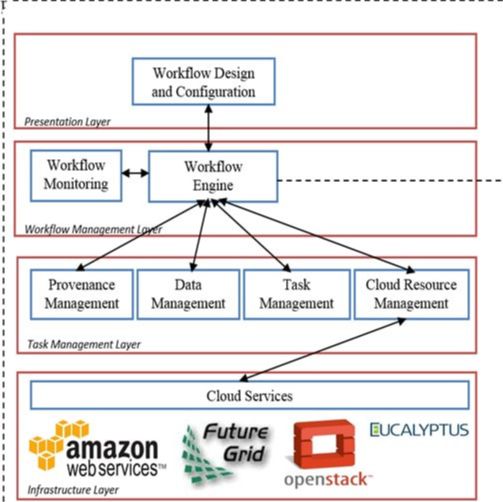 Workflow Design
and Configuration
Presentation Layer
Workflow
Monitoring
Workflow
Engine
Workflow Management Layer
Provenance
Management
Data
Management
Task
Management
Cloud Resource
Management
Task Management Layer
Cloud Services
amazon
web services™
Future
Grid
openstack™
EUCALYPTUS
Infrastructure Layer